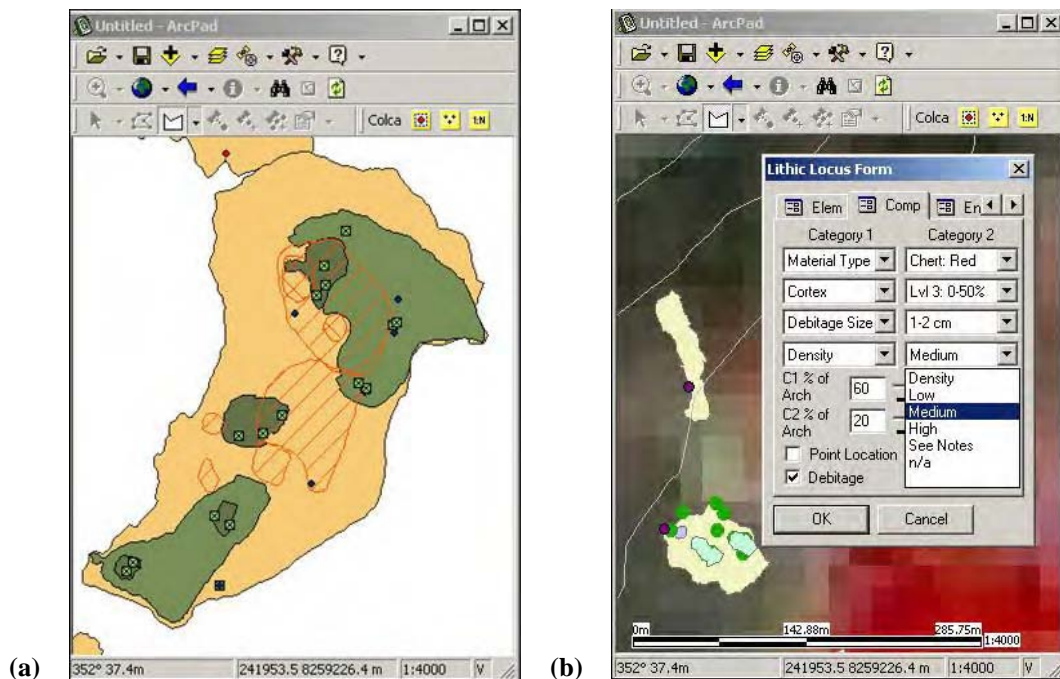 Untitled - ArcPad
Colca
1:N
352° 37.4m
241953.5 8259226.4 m
1:4000
V
(a)
Untitled - ArcPad
Colca
1:N
Lithic Locus Form
Elem
Comp
En
Category 1
Category 2
Material Type
Chert: Red
Cortex
Lvl 3: 0-50%
Debitage Size
1-2 cm
Density
Medium
C1 % of
Arch
60
C2 % of
Arch
20
Density
Low
Medium
High
See Notes
n/a
Point Location
Debitage
OK
Cancel
0m
142.88m
285.75m
1:4000
352° 37.4m
241953.5 8259226.4 m
1:4000
V
(b)